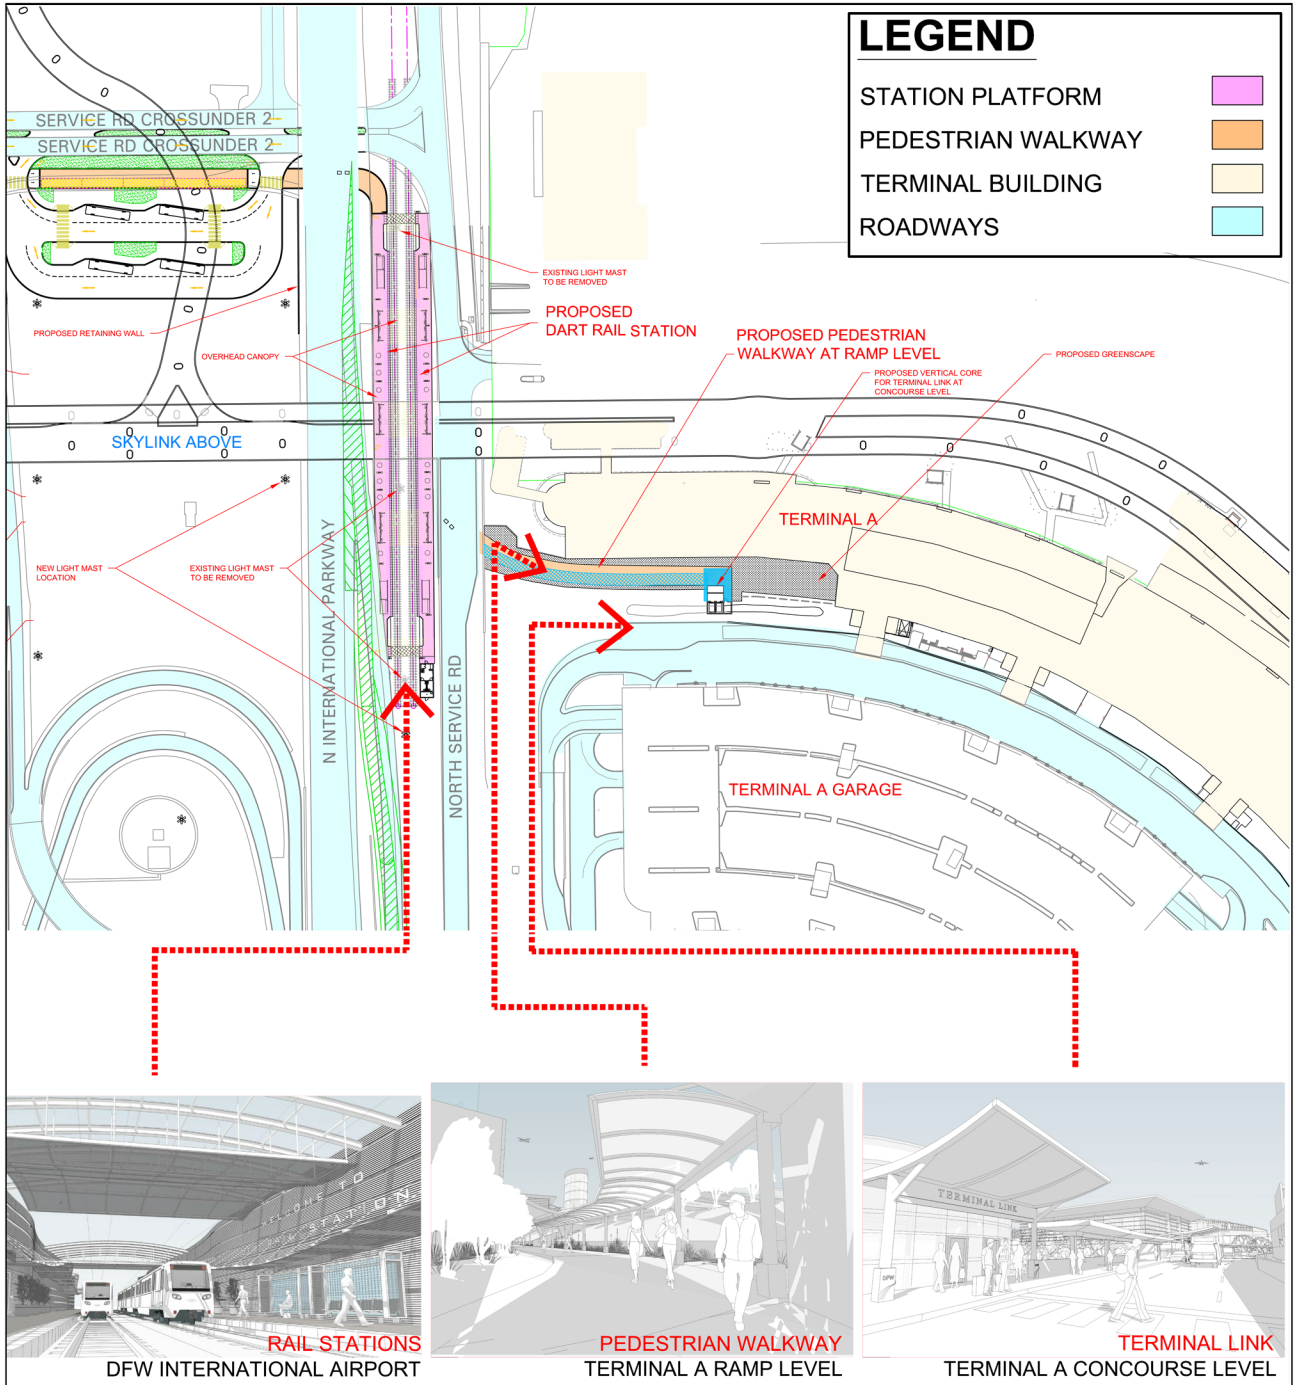 LEGEND
STATION PLATFORM
PEDESTRIAN WALKWAY
TERMINAL BUILDING
ROADWAYS
SERVICE RD CROSSUNDER 2
SERVICE RD CROSSUNDER 2
EXISTING LIGHT MAST
TO BE REMOVED
PROPOSED
DART RAIL STATION
PROPOSED RETAINING WALL
OVERHEAD CANOPY
PROPOSED PEDESTRIAN
WALKWAY AT RAMP LEVEL
PROPOSED VERTICAL CORE
FOR TERMINAL LINK AT
CONCOURSE LEVEL
PROPOSED GREENSCAPE
SKYLINK ABOVE
TERMINAL A
NEW LIGHT MAST
LOCATION
EXISTING LIGHT MAST
TO BE REMOVED
N INTERNATIONAL PARKWAY
NORTH SERVICE RD
TERMINAL A GARAGE
WELCOME TO
STATION
TERMINAL LINK
DFW
RAIL STATIONS
DFW INTERNATIONAL AIRPORT
PEDESTRIAN WALKWAY
TERMINAL A RAMP LEVEL
TERMINAL LINK
TERMINAL A CONCOURSE LEVEL